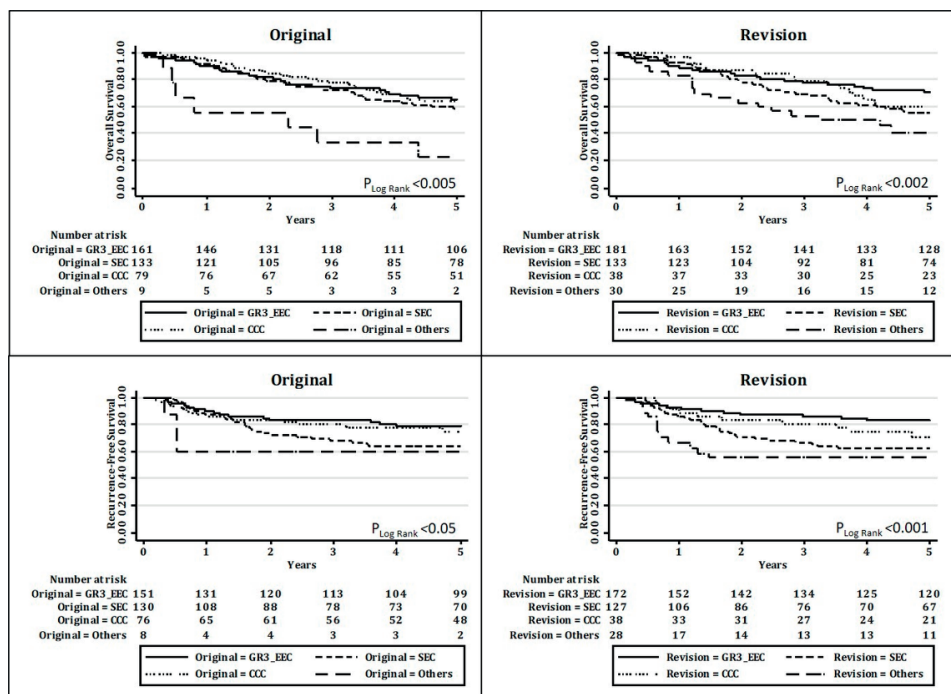 Original
Overall Survival
0.00 0.20 0.40 0.60 0.80 1.00
P Log Rank <0.005
0 1 2 3 4 5
Years
Number at risk
Original = GR3_EEC 161 146 131 118 111 106
Original = SEC 133 121 105 96 85 78
Original = CCC 79 76 67 62 55 51
Original = Others 9 5 5 3 3 2
Original = GR3_EEC Original = SEC
Original = CCC Original = Others
Revision
Overall Survival
0.00 0.20 0.40 0.60 0.80 1.00
P Log Rank <0.002
0 1 2 3 4 5
Years
Number at risk
Revision = GR3_EEC 181 163 152 141 133 128
Revision = SEC 133 123 104 92 81 74
Revision = CCC 38 37 33 30 25 23
Revision = Others 30 25 19 16 15 12
Revision = GR3_EEC Revision = SEC
Revision = CCC Revision = Others
Original
Recurrence-Free Survival
0.00 0.20 0.40 0.60 0.80 1.00
P Log Rank <0.05
0 1 2 3 4 5
Years
Number at risk
Original = GR3_EEC 151 131 120 113 104 99
Original = SEC 130 108 88 78 73 70
Original = CCC 76 65 61 56 52 48
Original = Others 8 4 4 3 3 2
Original = GR3_EEC Original = SEC
Original = CCC Original = Others
Revision
Recurrence-Free Survival
0.00 0.20 0.40 0.60 0.80 1.00
P Log Rank <0.001
0 1 2 3 4 5
Years
Number at risk
Revision = GR3_EEC 172 152 142 134 125 120
Revision = SEC 127 106 86 76 70 67
Revision = CCC 38 33 31 27 24 21
Revision = Others 28 17 14 13 13 11
Revision = GR3_EEC Revision = SEC
Revision = CCC Revision = Others